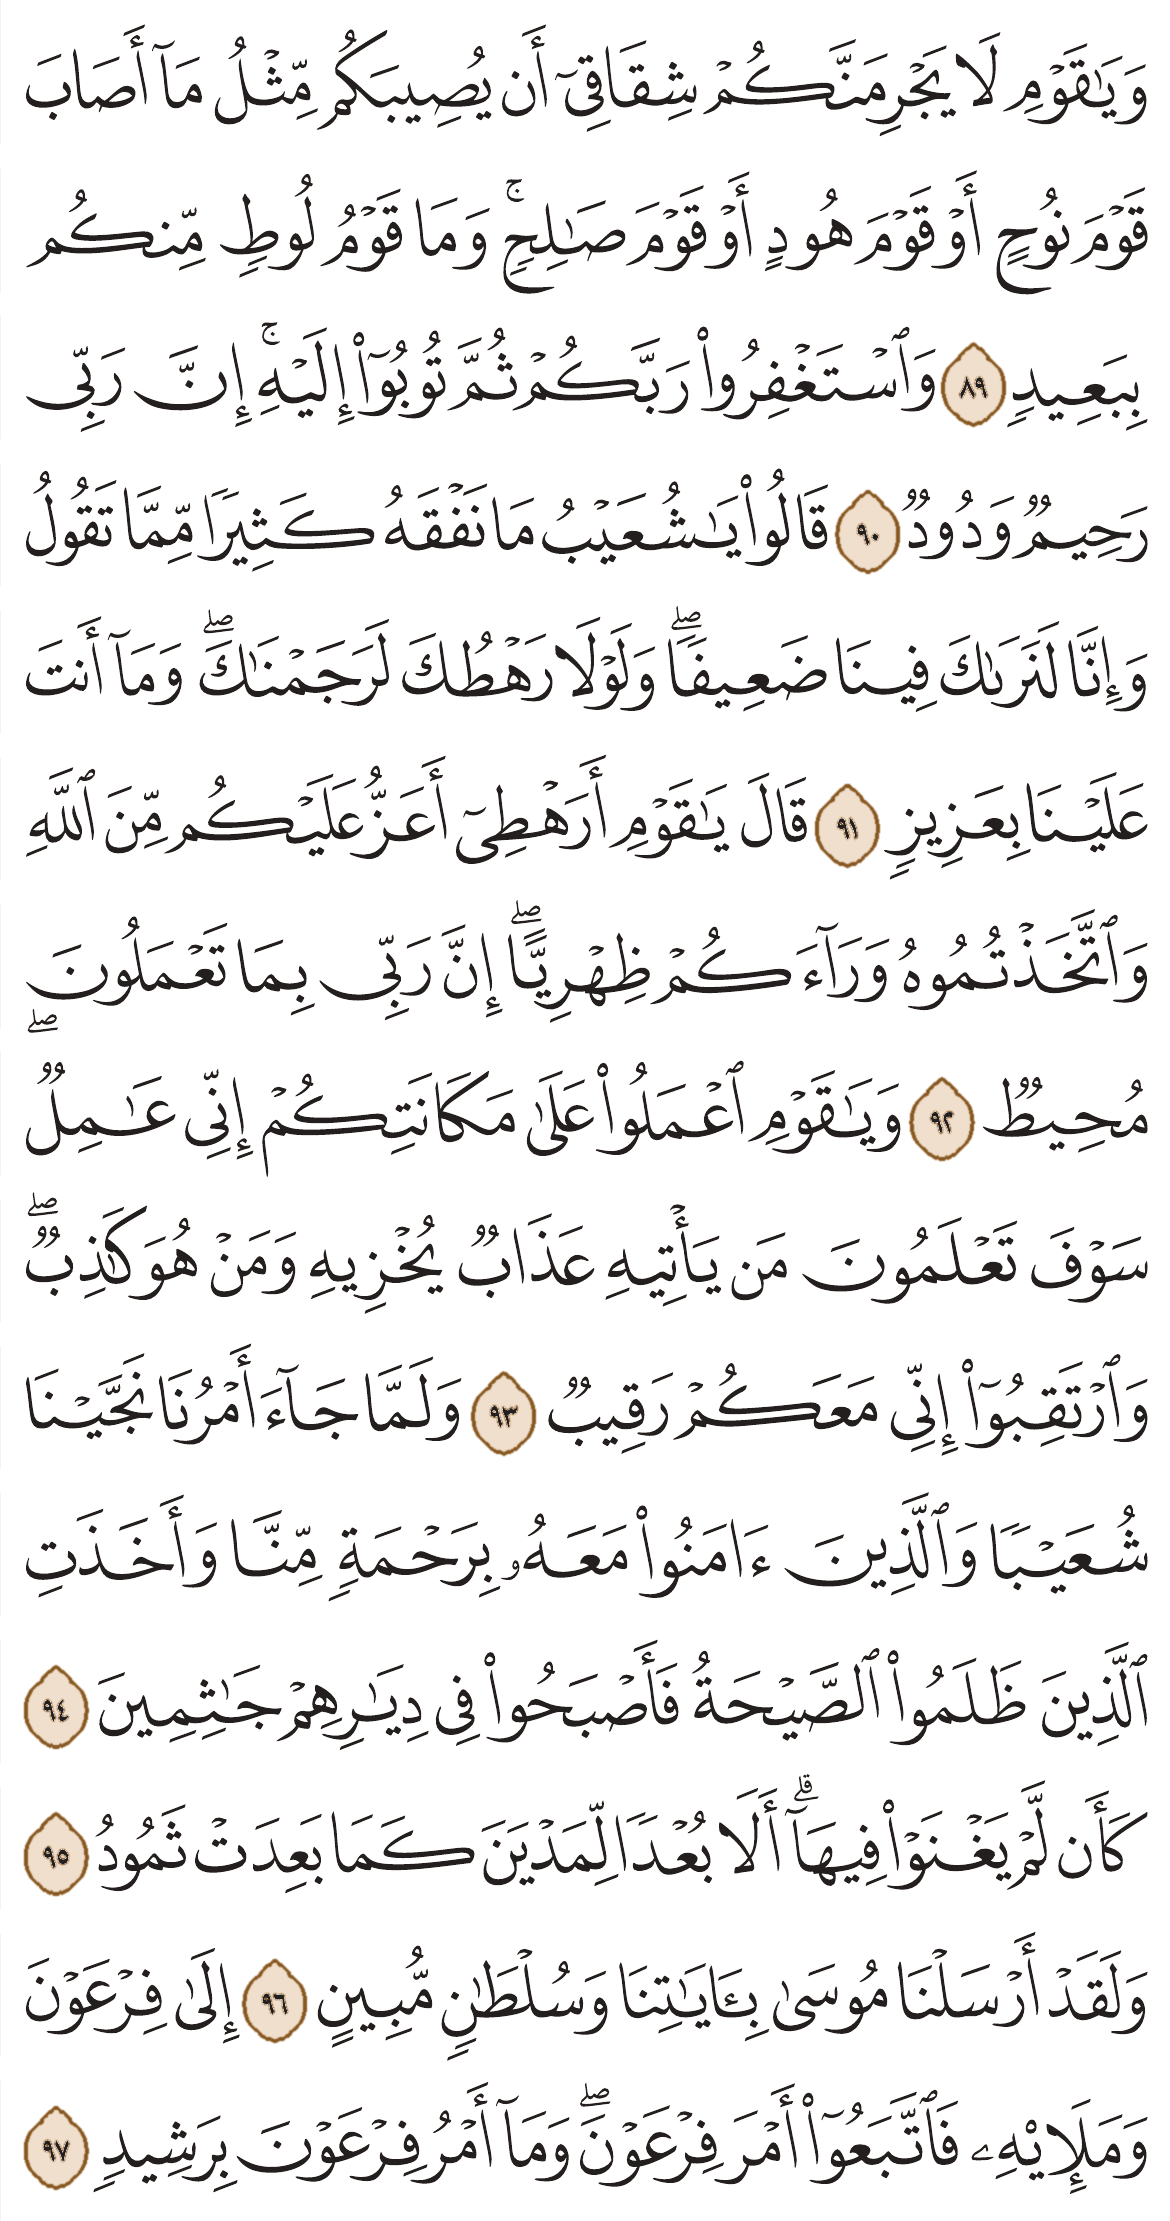 وَيَٰقَوْمِ لَا يَجْرِمَنَّكُمْ شِقَاقِىٓ أَن يُصِيبَكُم مِّثْلُ مَآ أَصَابَ
قَوْمَ نُوحٍ أَوْ قَوْمَ هُودٍ أَوْ قَوْمَ صَٰلِحٍ ۚ وَمَا قَوْمُ لُوطٍ مِّنكُم
بِبَعِيدٍ ٨٩ وَٱسْتَغْفِرُوا۟ رَبَّكُمْ ثُمَّ تُوبُوٓا۟ إِلَيْهِ ۚ إِنَّ رَبِّى
رَحِيمٌ وَدُودٌ ٩٠ قَالُوا۟ يَٰشُعَيْبُ مَا نَفْقَهُ كَثِيرًا مِّمَّا تَقُولُ
وَإِنَّا لَنَرَىٰكَ فِينَا ضَعِيفًا ۖ وَلَوْلَا رَهْطُكَ لَرَجَمْنَٰكَ ۖ وَمَآ أَنتَ
عَلَيْنَا بِعَزِيزٍ ٩١ قَالَ يَٰقَوْمِ أَرَهْطِىٓ أَعَزُّ عَلَيْكُم مِّنَ ٱللَّهِ
وَٱتَّخَذْتُمُوهُ وَرَآءَكُمْ ظِهْرِيًّا ۖ إِنَّ رَبِّى بِمَا تَعْمَلُونَ
مُحِيطٌ ٩٢ وَيَٰقَوْمِ ٱعْمَلُوا۟ عَلَىٰ مَكَانَتِكُمْ إِنِّى عَٰمِلٌ ۖ
سَوْفَ تَعْلَمُونَ مَن يَأْتِيهِ عَذَابٌ يُخْزِيهِ وَمَنْ هُوَ كَٰذِبٌ ۖ
وَٱرْتَقِبُوٓا۟ إِنِّى مَعَكُمْ رَقِيبٌ ٩٣ وَلَمَّا جَآءَ أَمْرُنَا نَجَّيْنَا
شُعَيْبًا وَٱلَّذِينَ ءَامَنُوا۟ مَعَهُۥ بِرَحْمَةٍ مِّنَّا وَأَخَذَتِ
ٱلَّذِينَ ظَلَمُوا۟ ٱلصَّيْحَةُ فَأَصْبَحُوا۟ فِى دِيَٰرِهِمْ جَٰثِمِينَ ٩٤
كَأَن لَّمْ يَغْنَوْا۟ فِيهَآ ۗ أَلَا بُعْدًا لِّمَدْيَنَ كَمَا بَعِدَتْ ثَمُودُ ٩٥
وَلَقَدْ أَرْسَلْنَا مُوسَىٰ بِـَٔايَٰتِنَا وَسُلْطَٰنٍ مُّبِينٍ ٩٦ إِلَىٰ فِرْعَوْنَ
وَمَلَإِي۟هِۦ فَٱتَّبَعُوٓا۟ أَمْرَ فِرْعَوْنَ ۖ وَمَآ أَمْرُ فِرْعَوْنَ بِرَشِيدٍ ٩٧